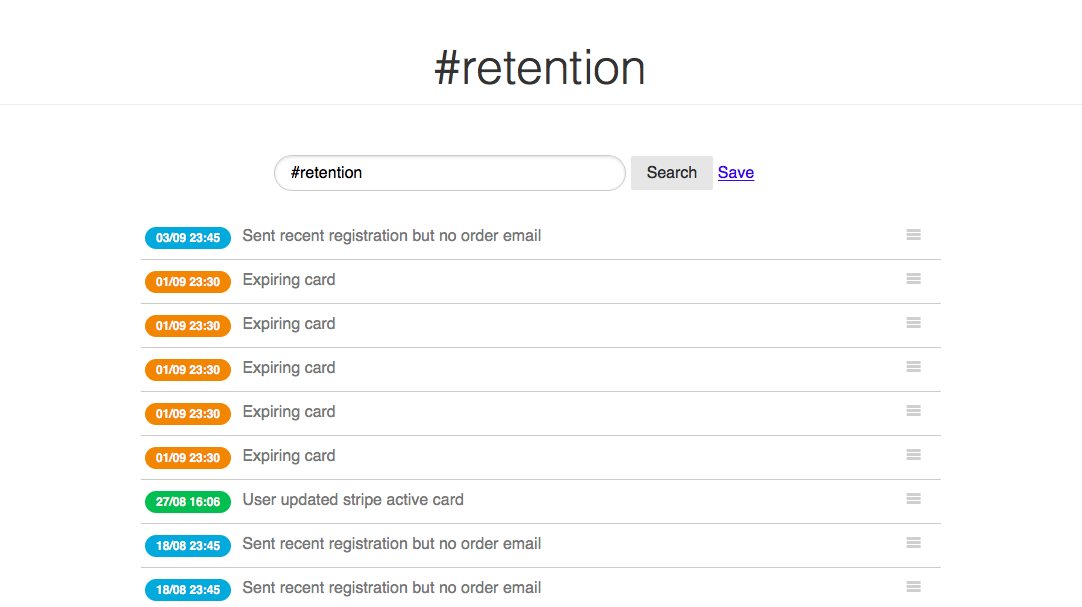 #retention
#retention Search Save
03/09 23:45 Sent recent registration but no order email
01/09 23:30 Expiring card
01/09 23:30 Expiring card
01/09 23:30 Expiring card
01/09 23:30 Expiring card
01/09 23:30 Expiring card
27/08 16:06 User updated stripe active card
18/08 23:45 Sent recent registration but no order email
18/08 23:45 Sent recent registration but no order email